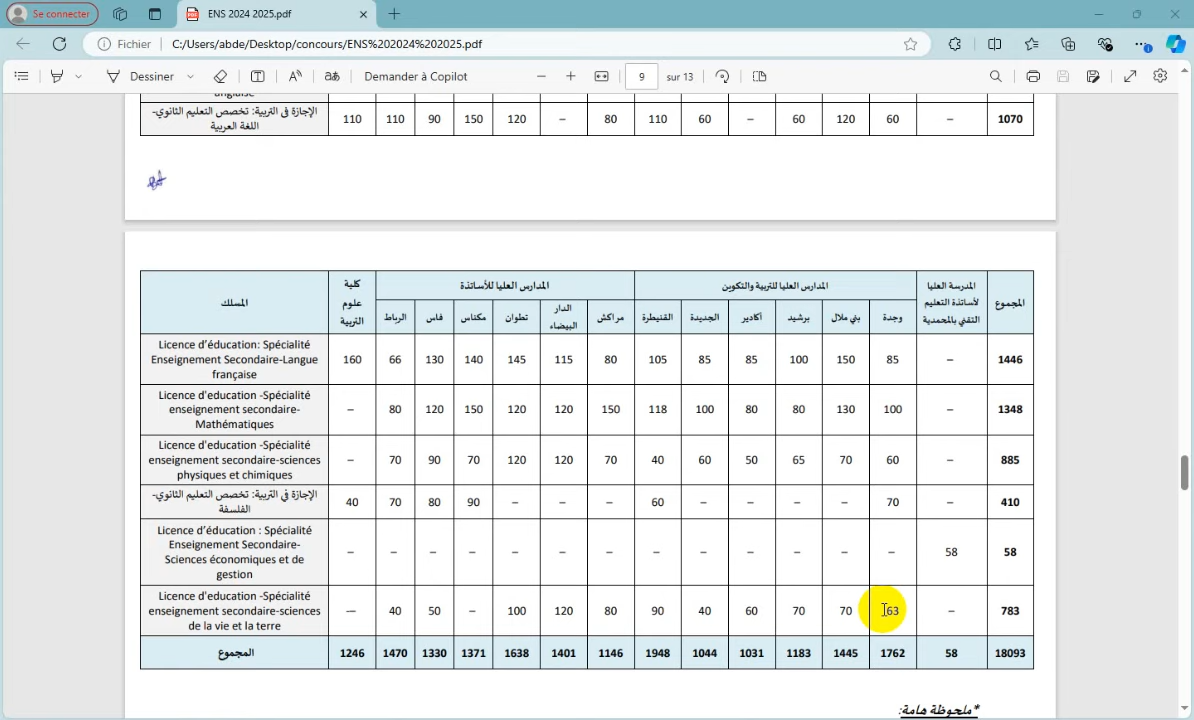 Se connecter
ENS 2024 2025.pdf
Fichier
C:/Users/abde/Desktop/concours/ENS%202024%202025.pdf
Dessiner
Demander à Copilot
9
sur 13
anglaise
الإجازة في التربية: تخصص التعليم الثانوي-
اللغة العربية
110 110 90 150 120 – 80 110 60 – 60 120 60 – 1070
المسلك
كلية
علوم
التربية
المدارس العليا للأساتذة
المدارس العليا للتربية والتكوين
المدرسة العليا
لأساتذة التعليم
التقني بالمحمدية
المجموع
الرباط
فاس
مكناس
تطوان
الدار
البيضاء
مراكش
القنيطرة
الجديدة
أكادير
برشيد
بني ملال
وجدة
Licence d'éducation: Spécialité
Enseignement Secondaire-Langue
française
160 66 130 140 145 115 80 105 85 85 100 150 85 – 1446
Licence d'education -Spécialité
enseignement secondaire-
Mathématiques
– 80 120 150 120 120 150 118 100 80 80 130 100 – 1348
Licence d'education -Spécialité
enseignement secondaire-sciences
physiques et chimiques
– 70 90 70 120 120 70 40 60 50 65 70 60 – 885
الإجازة في التربية: تخصص التعليم الثانوي-
الفلسفة
40 70 80 90 – – – 60 – – – – 70 – 410
Licence d'éducation : Spécialité
Enseignement Secondaire-
Sciences économiques et de
gestion
– – – – – – – – – – – – – 58 58
Licence d'education -Spécialité
enseignement secondaire-sciences
de la vie et la terre
— 40 50 – 100 120 80 90 40 60 70 70 63 – 783
المجموع
1246 1470 1330 1371 1638 1401 1146 1948 1044 1031 1183 1445 1762 58 18093
*ملحوظة هامة: